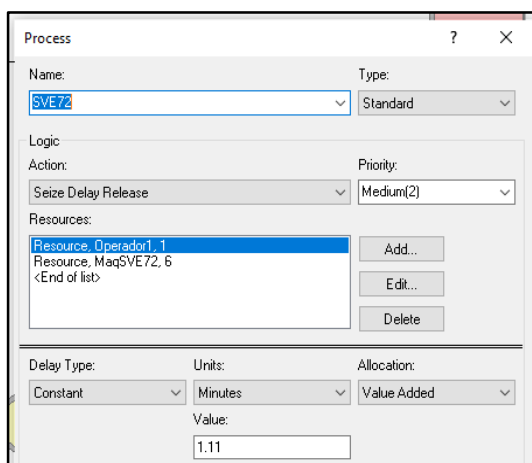 Process ? X
Name: Type:
SVE72 Standard
Logic
Action: Priority:
Seize Delay Release Medium(2)
Resources:
Resource, Operador1, 1
Resource, MaqSVE72, 6
<End of list>
Add...
Edit...
Delete
Delay Type: Units: Allocation:
Constant Minutes Value Added
Value:
1.11